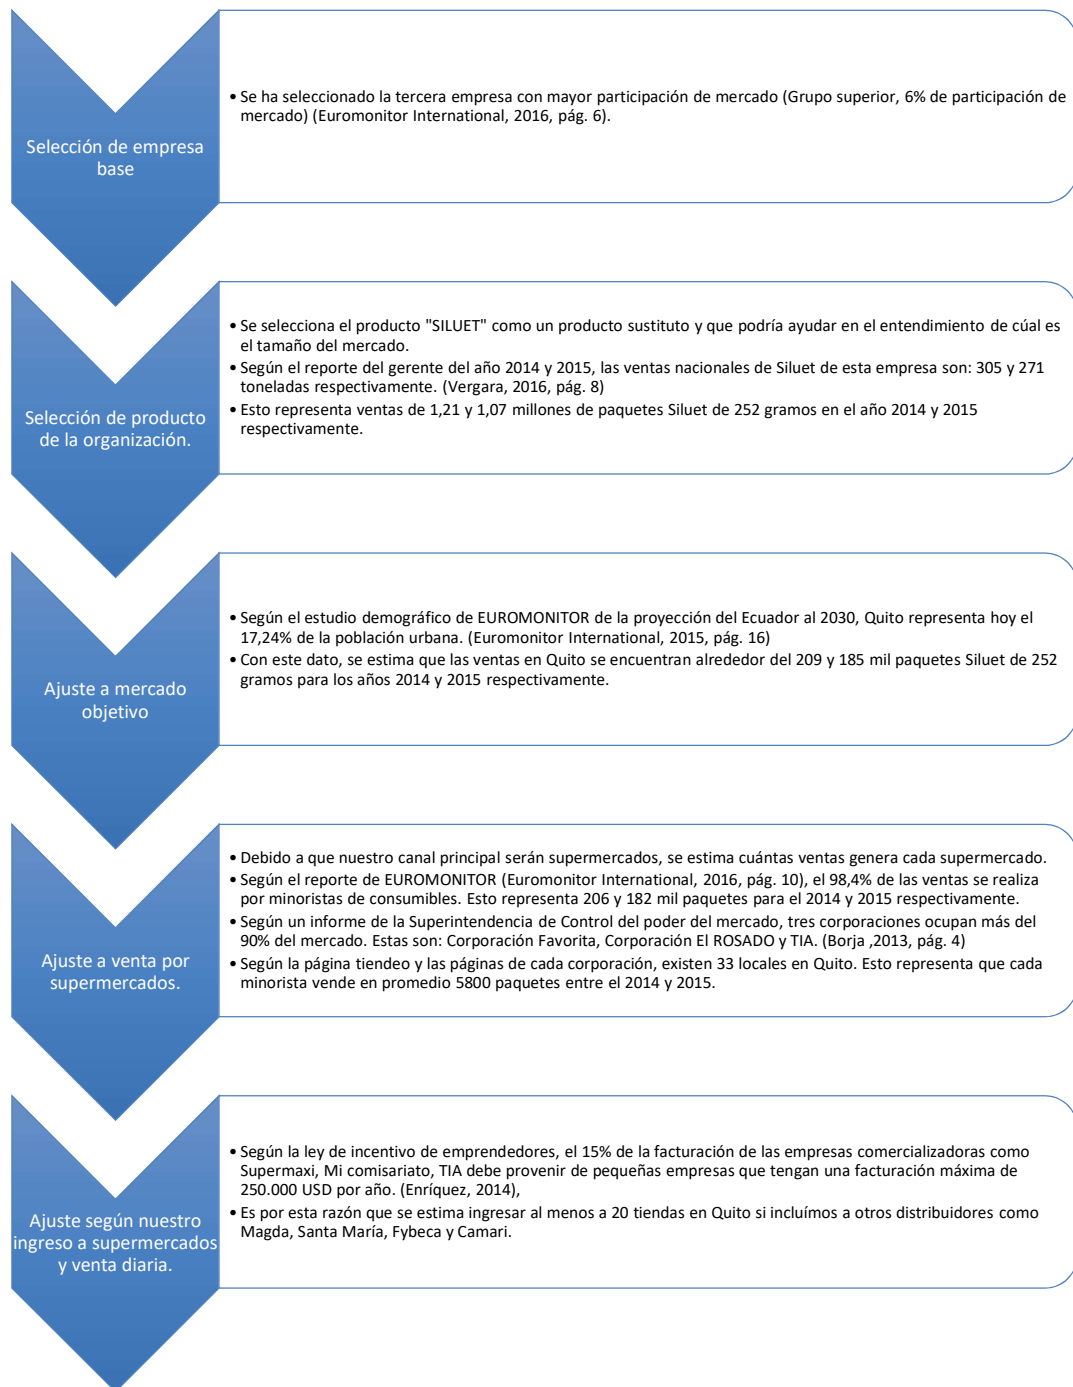 Selección de empresa
base
• Se ha seleccionado la tercera empresa con mayor participación de mercado (Grupo superior, 6% de participación de
mercado) (Euromonitor International, 2016, pág. 6).
Selección de producto
de la organización.
• Se selecciona el producto "SILUET" como un producto sustituto y que podría ayudar en el entendimiento de cúal es
el tamaño del mercado.
• Según el reporte del gerente del año 2014 y 2015, las ventas nacionales de Siluet de esta empresa son: 305 y 271
toneladas respectivamente. (Vergara, 2016, pág. 8)
• Esto representa ventas de 1,21 y 1,07 millones de paquetes Siluet de 252 gramos en el año 2014 y 2015
respectivamente.
Ajuste a mercado
objetivo
• Según el estudio demográfico de EUROMONITOR de la proyección del Ecuador al 2030, Quito representa hoy el
17,24% de la población urbana. (Euromonitor International, 2015, pág. 16)
• Con este dato, se estima que las ventas en Quito se encuentran alrededor del 209 y 185 mil paquetes Siluet de 252
gramos para los años 2014 y 2015 respectivamente.
Ajuste a venta por
supermercados.
• Debido a que nuestro canal principal serán supermercados, se estima cuántas ventas genera cada supermercado.
• Según el reporte de EUROMONITOR (Euromonitor International, 2016, pág. 10), el 98,4% de las ventas se realiza
por minoristas de consumibles. Esto representa 206 y 182 mil paquetes para el 2014 y 2015 respectivamente.
• Según un informe de la Superintendencia de Control del poder del mercado, tres corporaciones ocupan más del
90% del mercado. Estas son: Corporación Favorita, Corporación El ROSADO y TIA. (Borja ,2013, pág. 4)
• Según la página tiendeo y las páginas de cada corporación, existen 33 locales en Quito. Esto representa que cada
minorista vende en promedio 5800 paquetes entre el 2014 y 2015.
Ajuste según nuestro
ingreso a supermercados
y venta diaria.
• Según la ley de incentivo de emprendedores, el 15% de la facturación de las empresas comercializadoras como
Supermaxi, Mi comisariato, TIA debe provenir de pequeñas empresas que tengan una facturación máxima de
250.000 USD por año. (Enríquez, 2014),
• Es por esta razón que se estima ingresar al menos a 20 tiendas en Quito si incluímos a otros distribuidores como
Magda, Santa María, Fybeca y Camari.